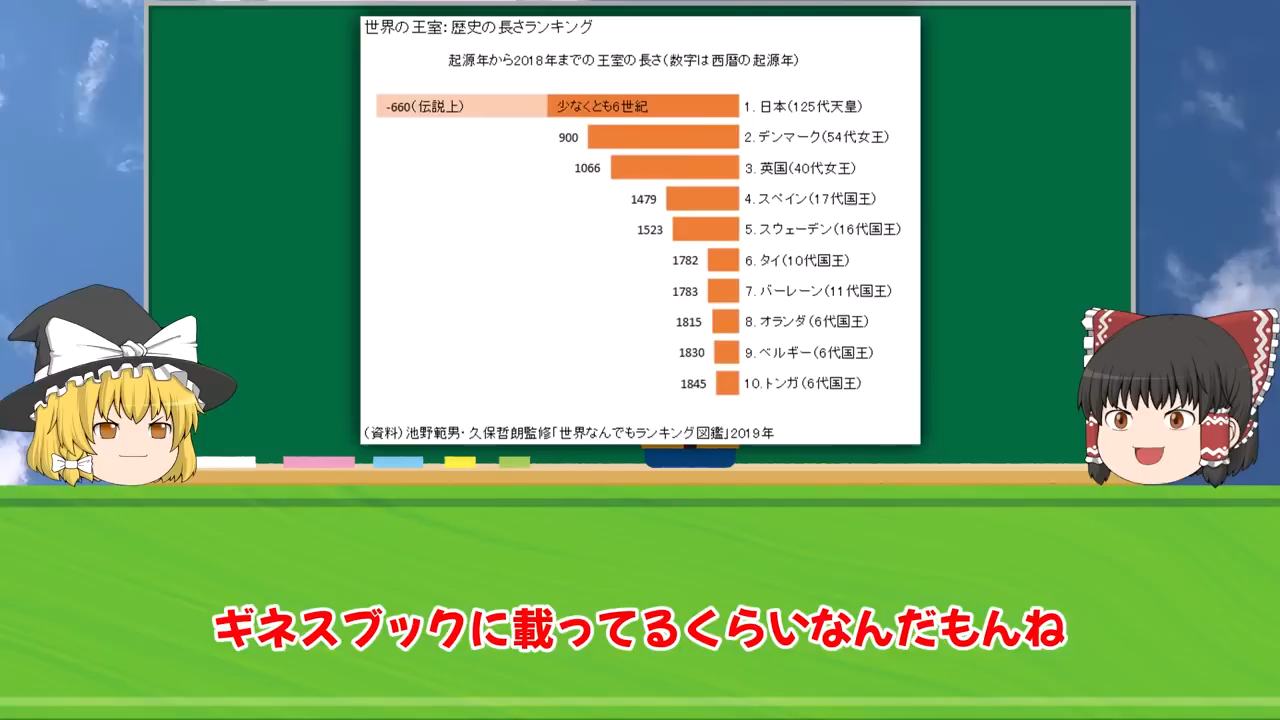 世界の王室：歴史の長さランキング
起源年から2018年までの王室の長さ（数字は西暦の起源年）
-660（伝説上） 少なくとも6世紀 1. 日本（125代天皇）
900 2. デンマーク（54代女王）
1066 3. 英国（40代女王）
1479 4. スペイン（17代国王）
1523 5. スウェーデン（16代国王）
1782 6. タイ（10代国王）
1783 7. バーレーン（11代国王）
1815 8. オランダ（6代国王）
1830 9. ベルギー（6代国王）
1845 10. トンガ（6代国王）
（資料）池野範男・久保哲朗監修「世界なんでもランキング図鑑」2019年
ギネスブックに載ってるくらいなんだもんね